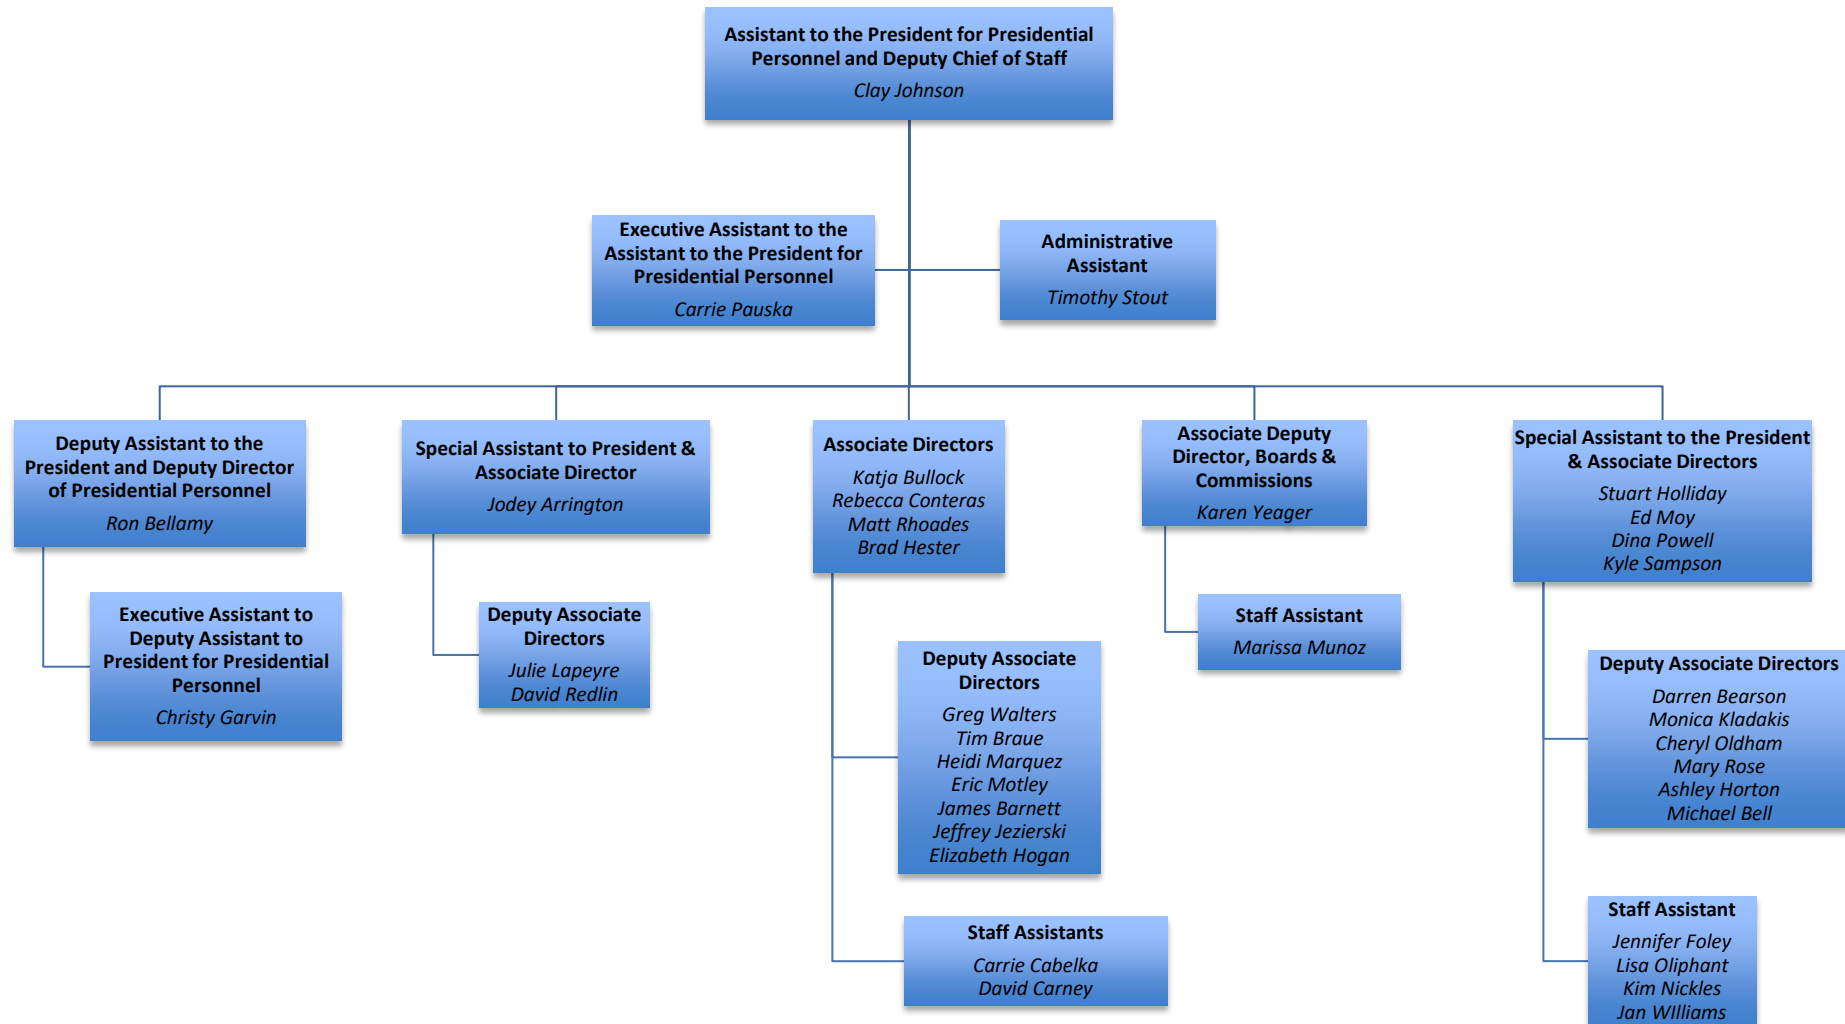 Assistant to the President for Presidential
Personnel and Deputy Chief of Staff
Clay Johnson
Executive Assistant to the
Assistant to the President for
Presidential Personnel
Carrie Pauska
Administrative
Assistant
Timothy Stout
Deputy Assistant to the
President and Deputy Director
of Presidential Personnel
Ron Bellamy
Executive Assistant to
Deputy Assistant to
President for Presidential
Personnel
Christy Garvin
Special Assistant to President &
Associate Director
Jodey Arrington
Deputy Associate
Directors
Julie Lapeyre
David Redlin
Associate Directors
Katja Bullock
Rebecca Conteras
Matt Rhoades
Brad Hester
Deputy Associate
Directors
Greg Walters
Tim Braue
Heidi Marquez
Eric Motley
James Barnett
Jeffrey Jezierski
Elizabeth Hogan
Staff Assistants
Carrie Cabelka
David Carney
Associate Deputy
Director, Boards &
Commissions
Karen Yeager
Staff Assistant
Marissa Munoz
Special Assistant to the President
& Associate Directors
Stuart Holliday
Ed Moy
Dina Powell
Kyle Sampson
Deputy Associate Directors
Darren Bearson
Monica Kladakis
Cheryl Oldham
Mary Rose
Ashley Horton
Michael Bell
Staff Assistant
Jennifer Foley
Lisa Oliphant
Kim Nickles
Jan WIlliams